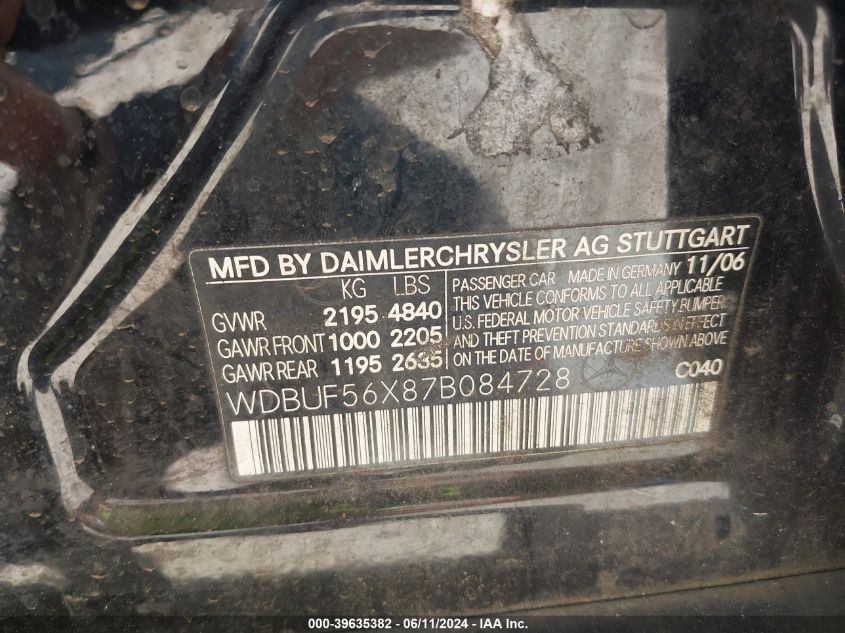 MFD BY DAIMLERCHRYSLER AG STUTTGART
KG LBS
GVWR 2195 4840
GAWR FRONT 1000 2205
GAWR REAR 1195 2635
PASSENGER CAR MADE IN GERMANY 11/06
THIS VEHICLE CONFORMS TO ALL APPLICABLE
U.S. FEDERAL MOTOR VEHICLE SAFETY, BUMPER,
AND THEFT PREVENTION STANDARDS IN EFFECT
ON THE DATE OF MANUFACTURE SHOWN ABOVE
WDBUF56X87B084728
C040
000-39635382 - 06/11/2024 - IAA Inc.